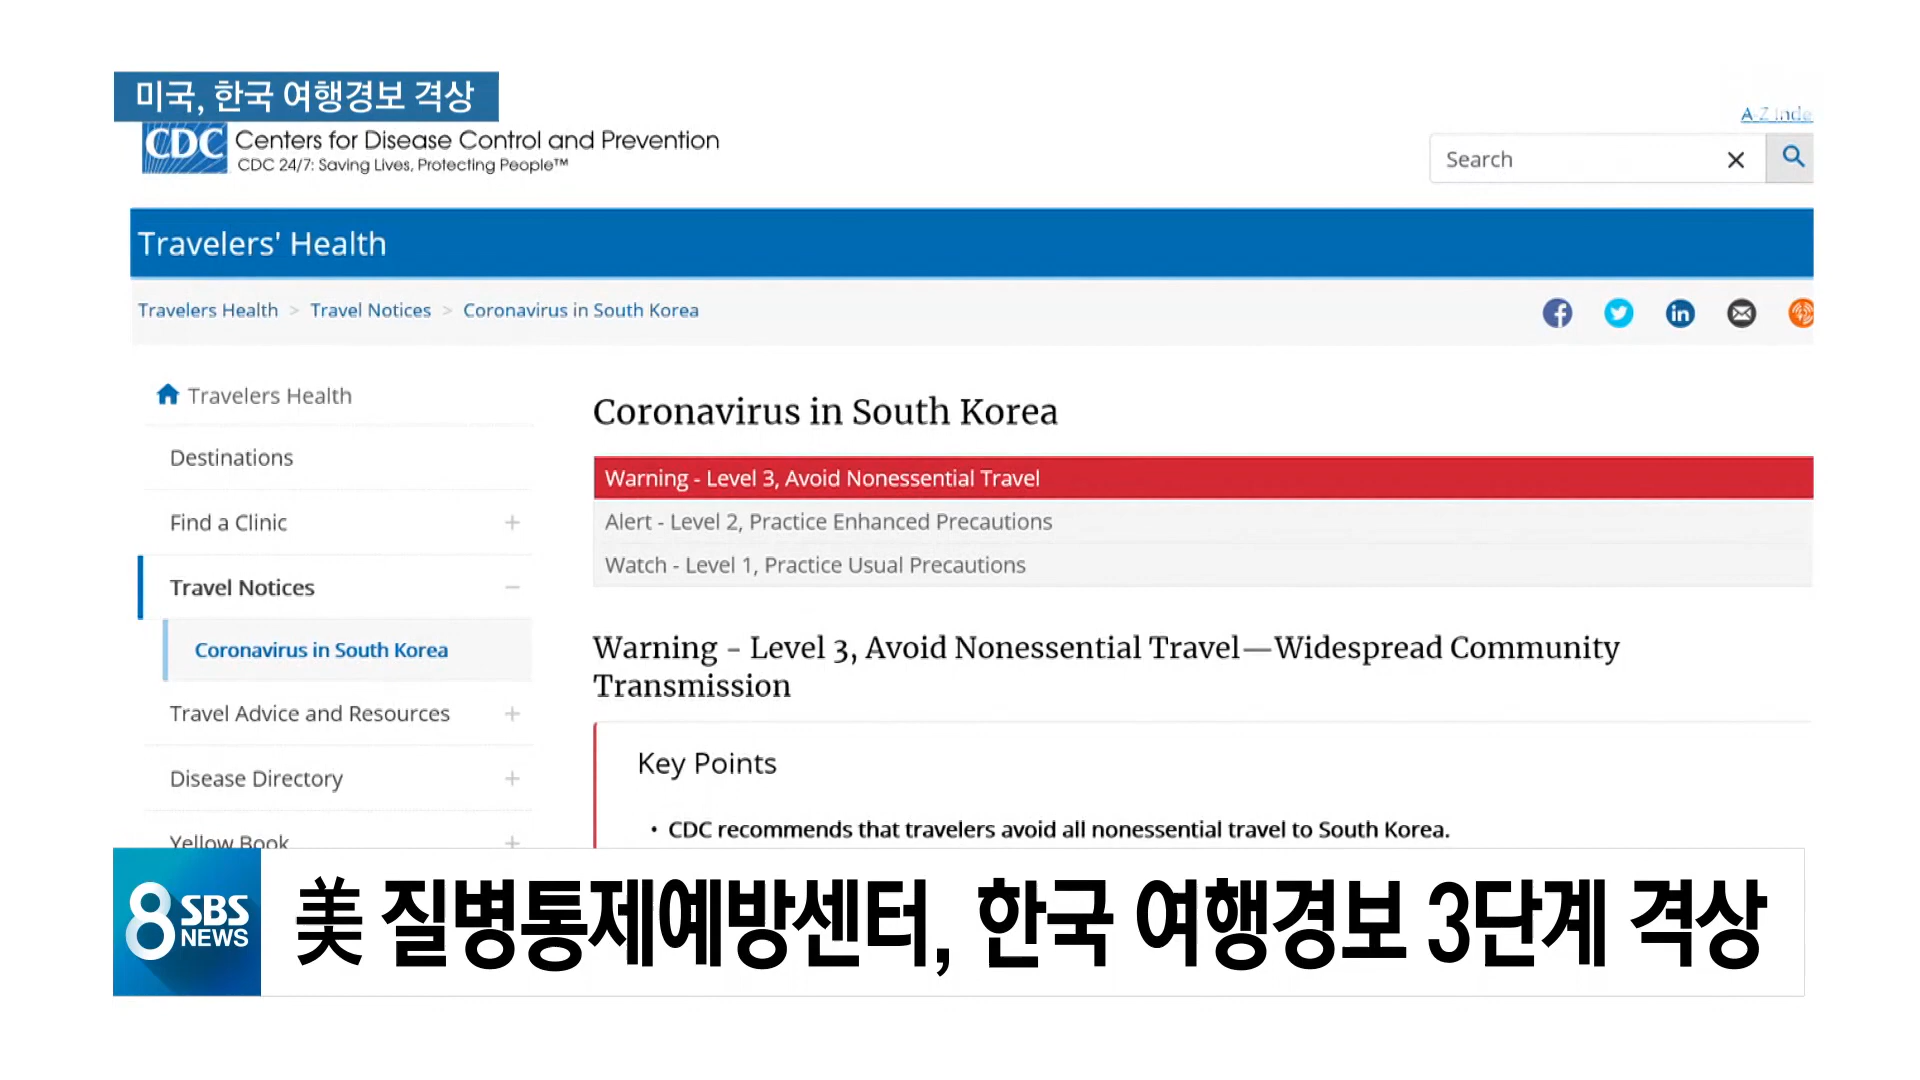 미국, 한국 여행경보 격상
A-Z Inde
CDC Centers for Disease Control and Prevention
CDC 24/7: Saving Lives, Protecting People™
Search
Travelers' Health
Travelers Health > Travel Notices > Coronavirus in South Korea
Travelers Health
Destinations
Find a Clinic
Travel Notices
Coronavirus in South Korea
Travel Advice and Resources
Disease Directory
Yellow Book
Coronavirus in South Korea
Warning - Level 3, Avoid Nonessential Travel
Alert - Level 2, Practice Enhanced Precautions
Watch - Level 1, Practice Usual Precautions
Warning - Level 3, Avoid Nonessential Travel—Widespread Community
Transmission
Key Points
• CDC recommends that travelers avoid all nonessential travel to South Korea.
8 SBS NEWS
美 질병통제예방센터, 한국 여행경보 3단계 격상